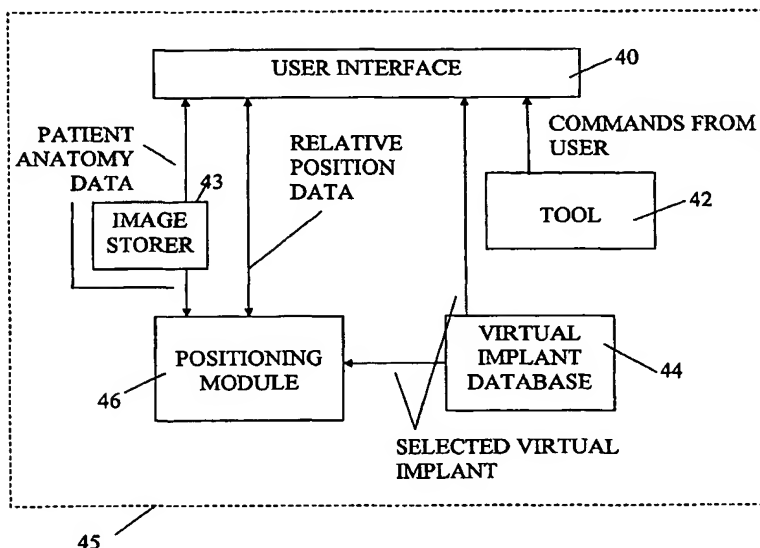 USER INTERFACE
40
PATIENT
ANATOMY
DATA
43
IMAGE
STORER
RELATIVE
POSITION
DATA
COMMANDS FROM
USER
TOOL
42
POSITIONING
MODULE
46
VIRTUAL
IMPLANT
DATABASE
44
SELECTED VIRTUAL
IMPLANT
45